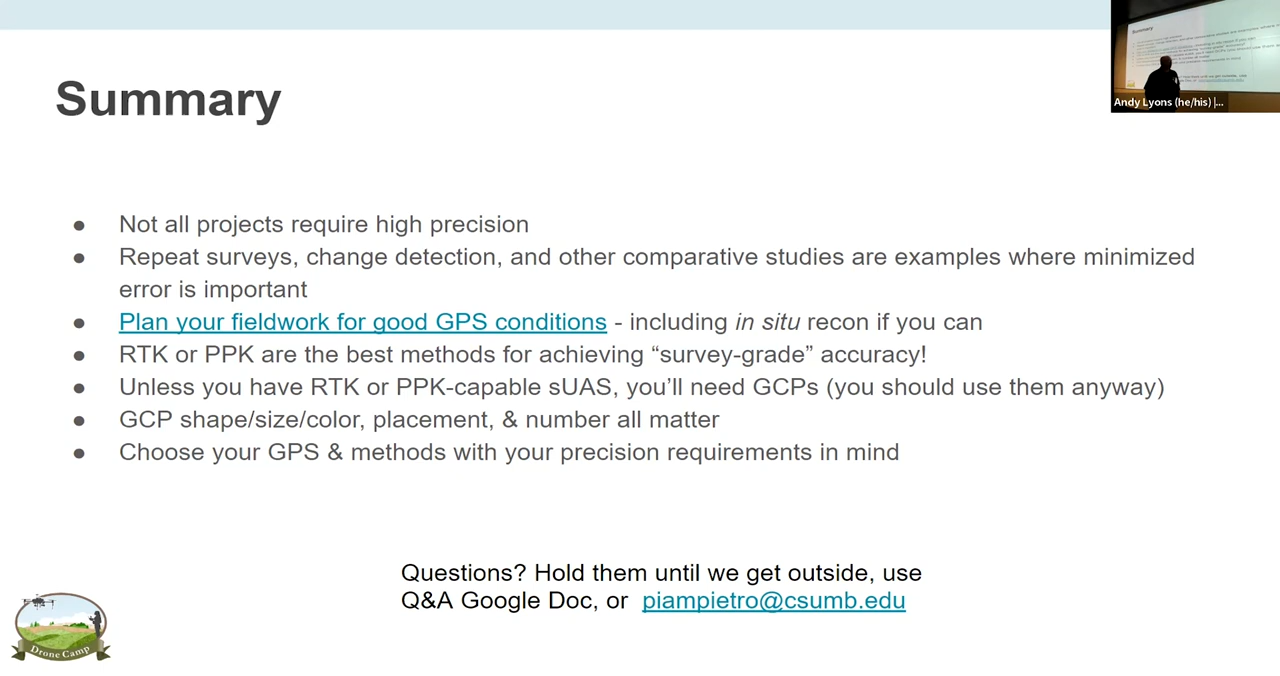 Summary
● Not all projects require high precision
● Repeat surveys, change detection, and other comparative studies are examples where minimized
error is important
● Plan your fieldwork for good GPS conditions - including in situ recon if you can
● RTK or PPK are the best methods for achieving “survey-grade” accuracy!
● Unless you have RTK or PPK-capable sUAS, you’ll need GCPs (you should use them anyway)
● GCP shape/size/color, placement, & number all matter
● Choose your GPS & methods with your precision requirements in mind
Questions? Hold them until we get outside, use
Q&A Google Doc, or piampietro@csumb.edu
Drone Camp
Summary
Andy Lyons (he/his) |...